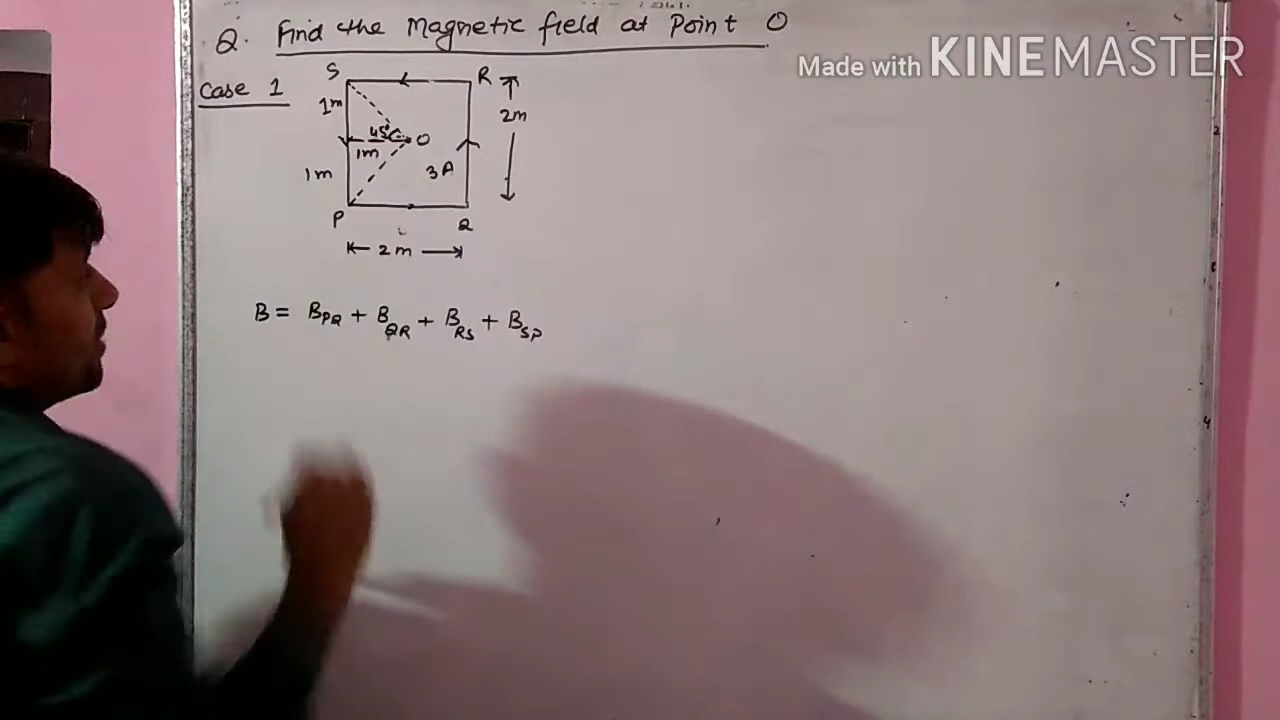 Q. Find the Magnetic field at Point O
Made with KINEMASTER
Case 1
S
R
1m
2m
45°
O
1m
1m
3A
P
Q
2m
B = B_PQ + B_QR + B_RS + B_SP